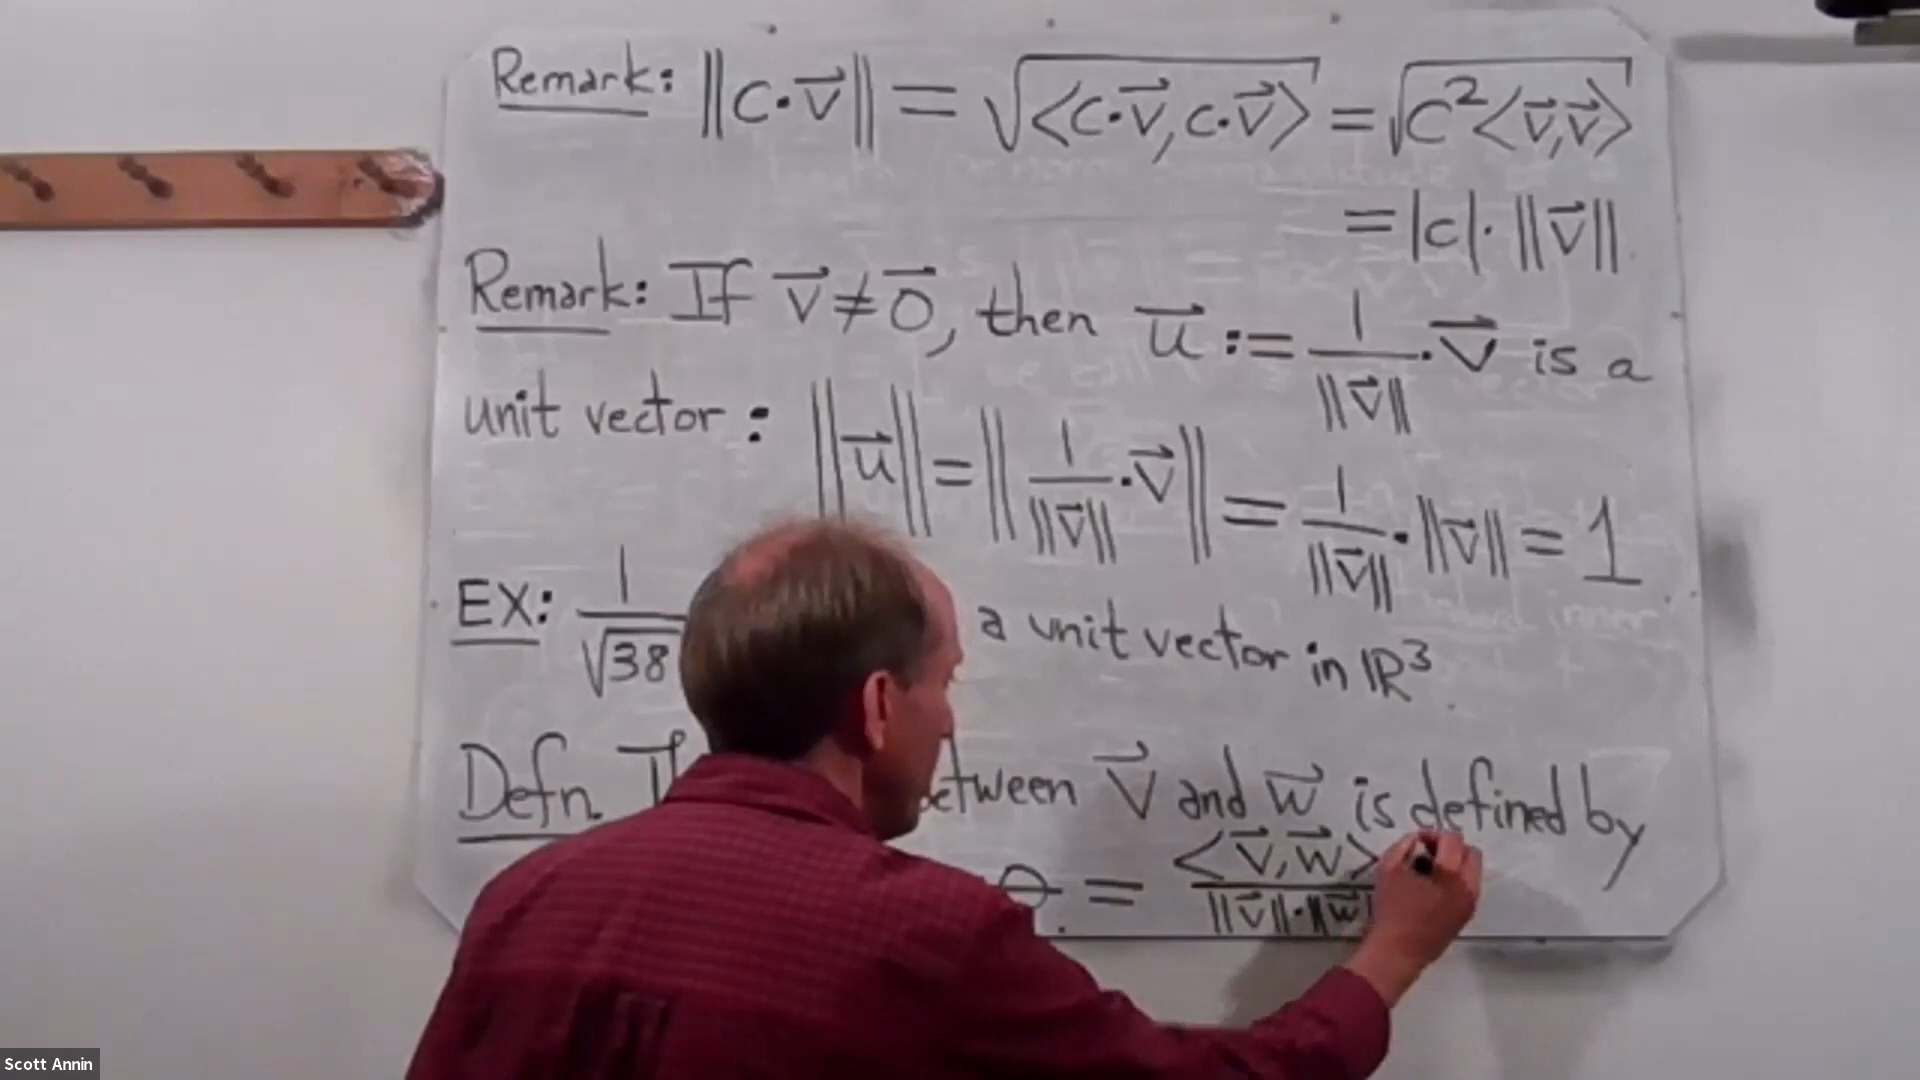 Remark: ||c·v⃗|| = √<c·v⃗, c·v⃗> = √c²<v⃗,v⃗>
= |c|·||v⃗||
Remark: If v⃗ ≠ 0⃗, then u⃗ := 1/||v⃗|| · v⃗ is a
unit vector: ||u⃗|| = || 1/||v⃗|| · v⃗ || = 1/||v⃗|| · ||v⃗|| = 1
EX: 1/√38 a unit vector in ℝ³.
Defn. between v⃗ and w⃗ is defined by
θ = <v⃗,w⃗> / ||v⃗||·||w⃗||
Scott Annin